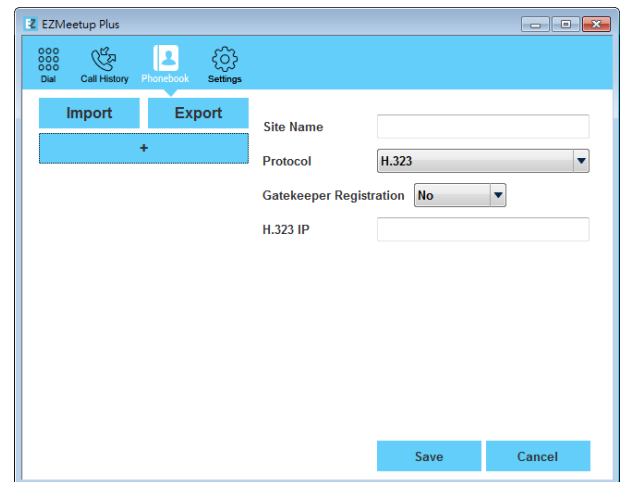 EZMeetup Plus
Dial Call History Phonebook Settings
Import Export
+
Site Name
Protocol H.323
Gatekeeper Registration No
H.323 IP
Save Cancel